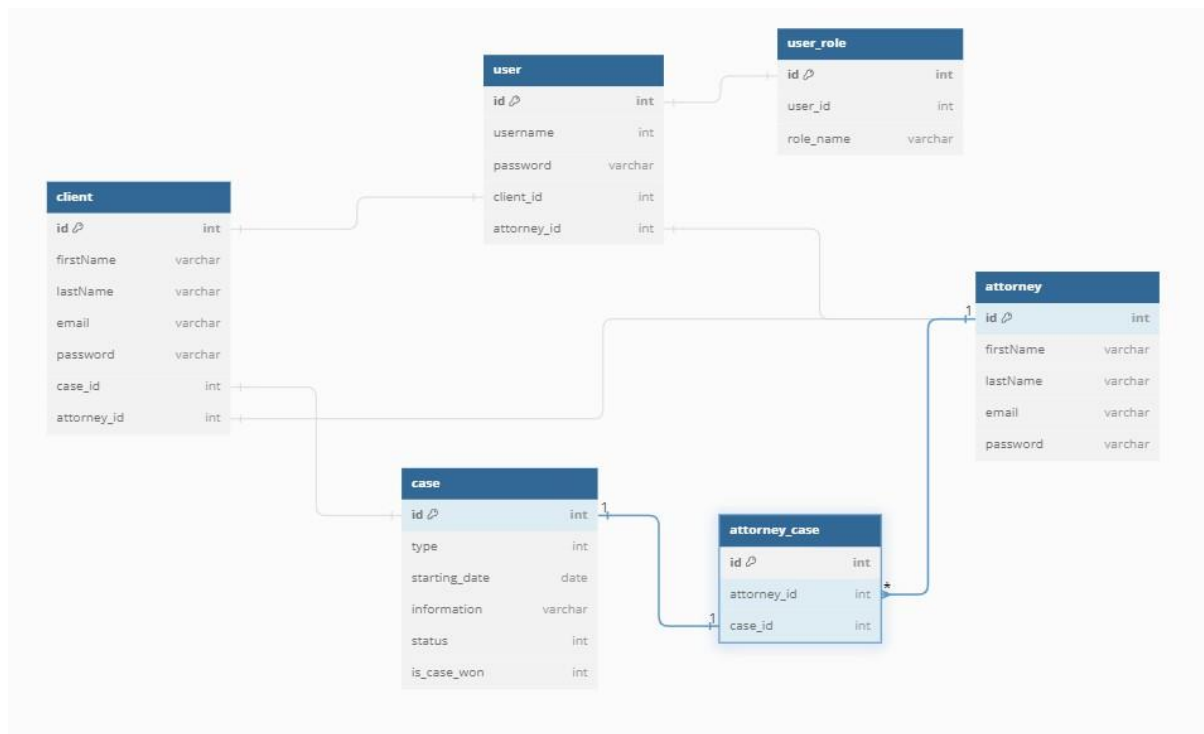 user_role
id int
user_id int
role_name varchar
user
id int
username int
password varchar
client_id int
attorney_id int
client
id int
firstName varchar
lastName varchar
email varchar
password varchar
case_id int
attorney_id int
attorney
1
id int
firstName varchar
lastName varchar
email varchar
password varchar
case
id int
1
type int
starting_date date
information varchar
status int
is_case_won int
attorney_case
id int
attorney_id int
*
1
case_id int